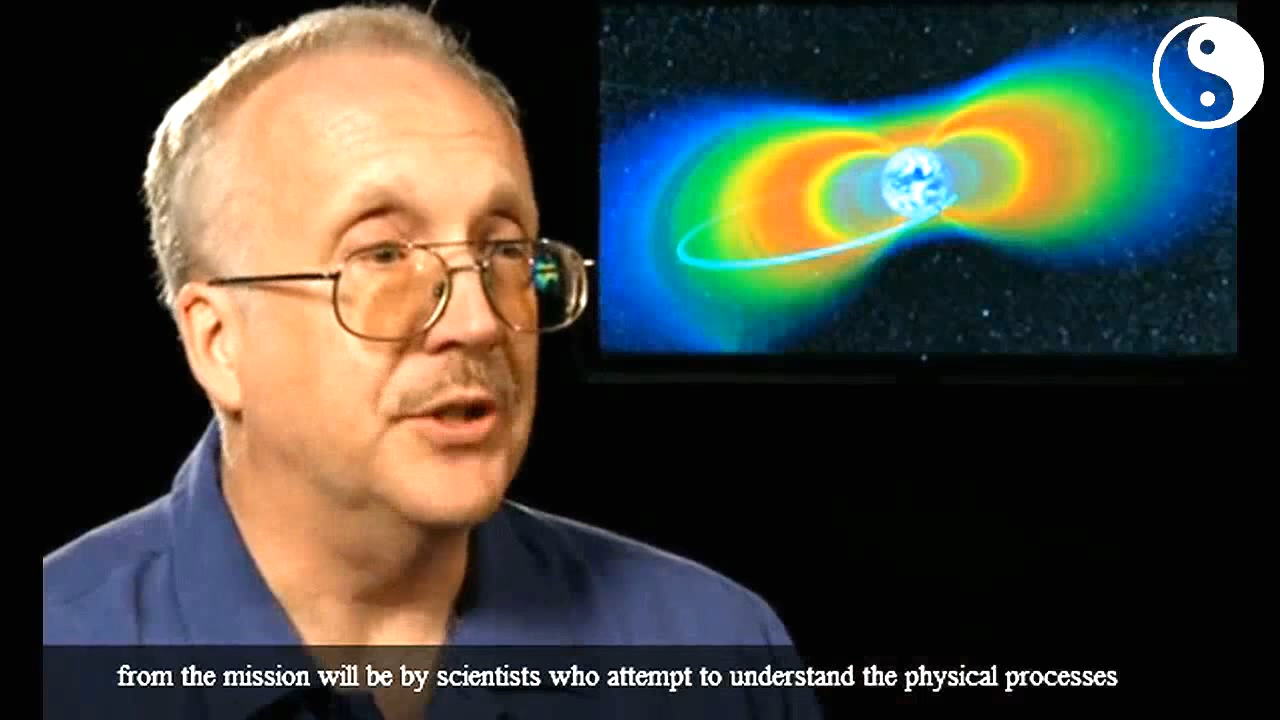 from the mission will be by scientists who attempt to understand the physical processes